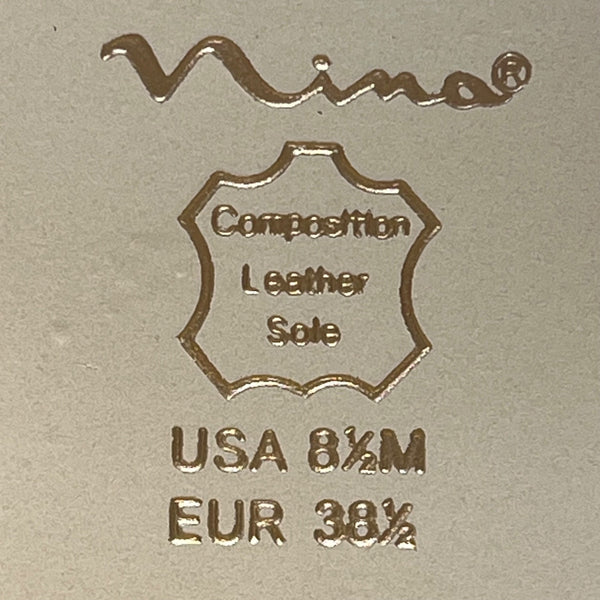 Nina®
Composition
Leather
Sole
USA 8½M
EUR 38½